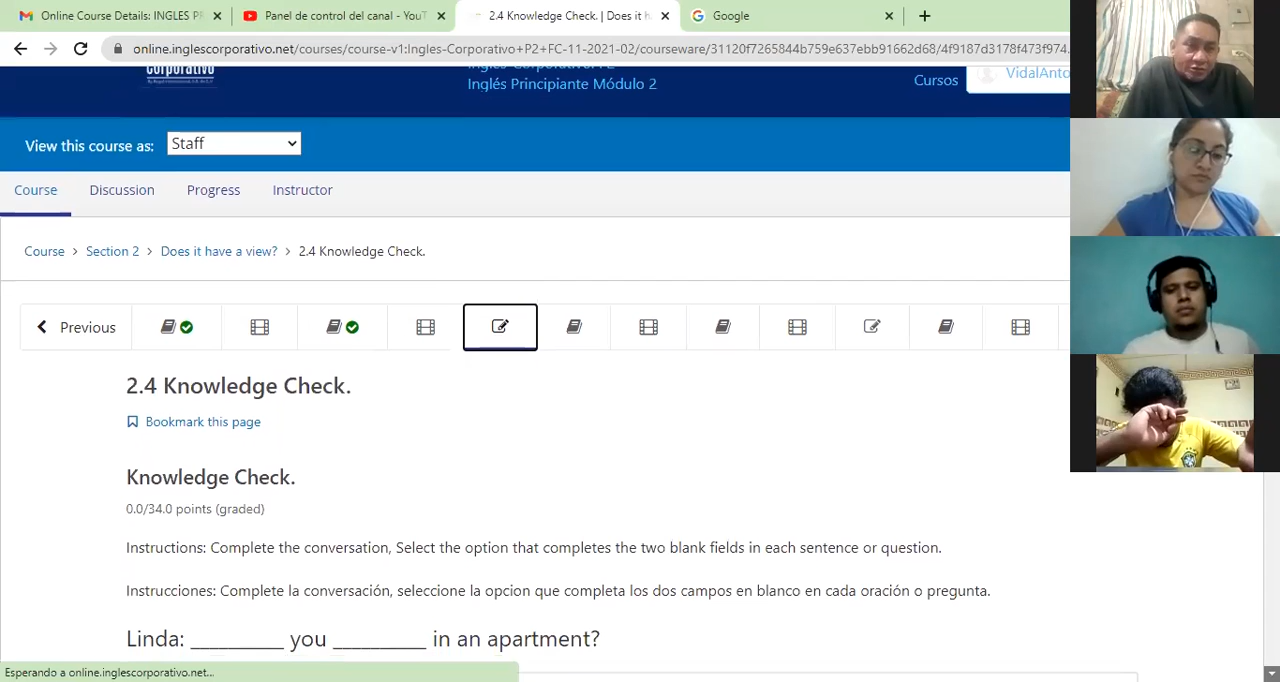 Online Course Details: INGLES PR
Panel de control del canal - YouT
2.4 Knowledge Check. | Does it h
Google
online.inglescorporativo.net/courses/course-v1:Ingles-Corporativo+P2+FC-11-2021-02/courseware/31120f7265844b759e637ebb91662d68/4f9187d3178f473f974
corporativo
Inglés Principiante Módulo 2
Cursos
VidalAnto
View this course as:
Staff
Course
Discussion
Progress
Instructor
Course > Section 2 > Does it have a view? > 2.4 Knowledge Check.
Previous
2.4 Knowledge Check.
Bookmark this page
Knowledge Check.
0.0/34.0 points (graded)
Instructions: Complete the conversation, Select the option that completes the two blank fields in each sentence or question.
Instrucciones: Complete la conversación, seleccione la opcion que completa los dos campos en blanco en cada oración o pregunta.
Linda: _________ you _________ in an apartment?
Esperando a online.inglescorporativo.net...